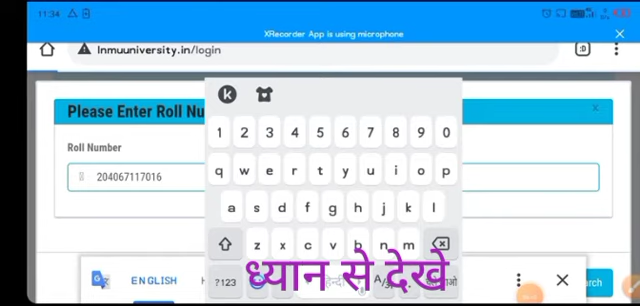 11:34
XRecorder App is using microphone
lnmuuniversity.in/login
:D
Please Enter Roll Nu
x
Roll Number
204067117016
1 2 3 4 5 6 7 8 9 0
q w e r t y u i o p
a s d f g h j k l
z x c v b n m
?123
ENGLISH
ध्यान से देखे
arch